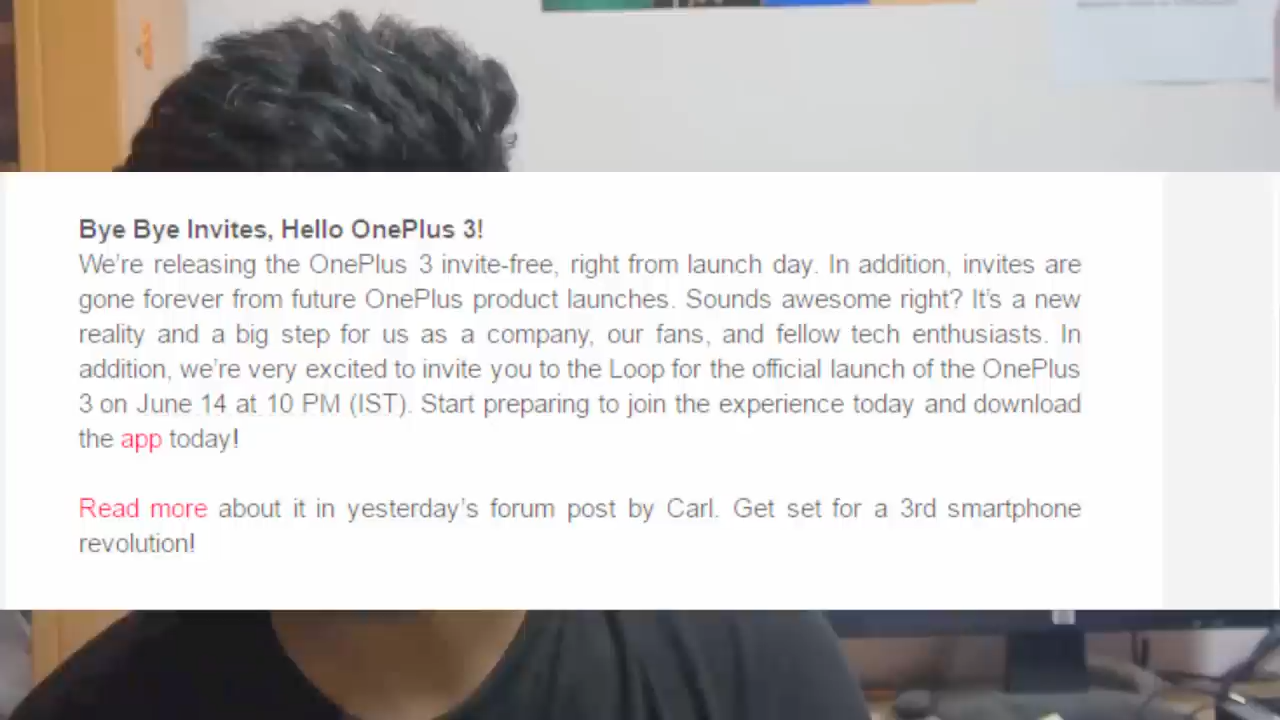 Bye Bye Invites, Hello OnePlus 3!
We're releasing the OnePlus 3 invite-free, right from launch day. In addition, invites are
gone forever from future OnePlus product launches. Sounds awesome right? It's a new
reality and a big step for us as a company, our fans, and fellow tech enthusiasts. In
addition, we're very excited to invite you to the Loop for the official launch of the OnePlus
3 on June 14 at 10 PM (IST). Start preparing to join the experience today and download
the app today!
Read more about it in yesterday's forum post by Carl. Get set for a 3rd smartphone
revolution!